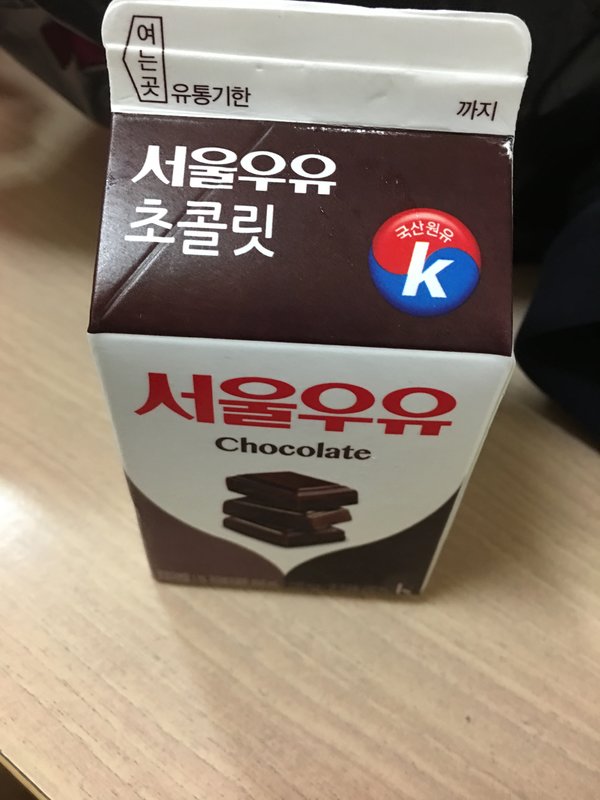 여는곳
유통기한 까지
서울우유
초콜릿
국산원유
k
서울우유
Chocolate
k